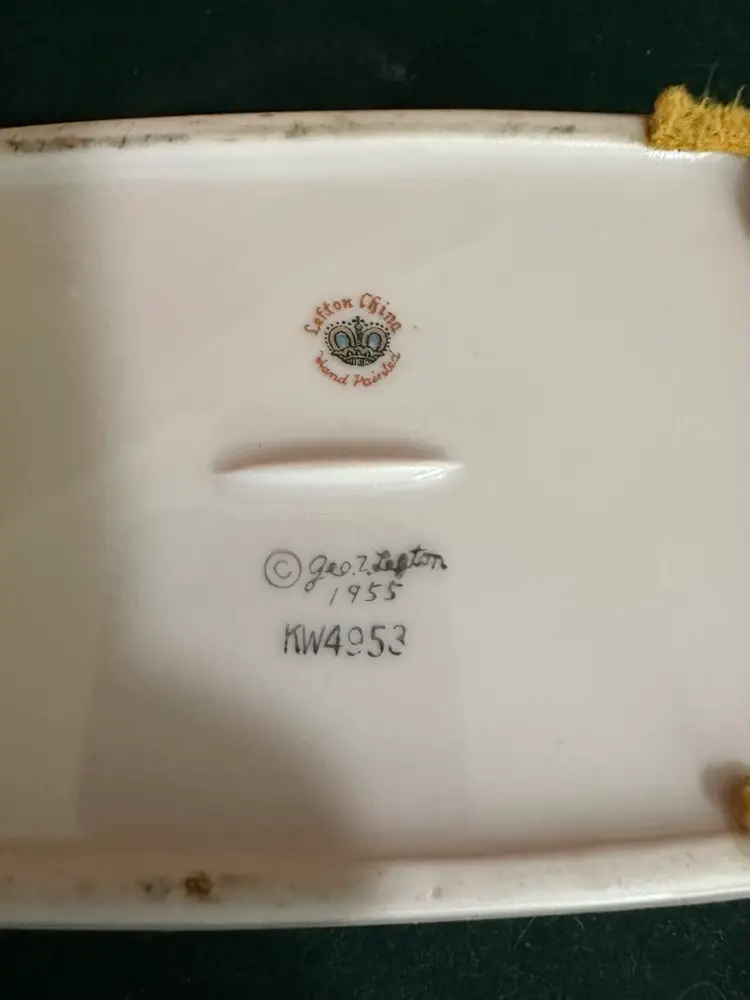 Lefton China
Hand Painted
© Geo. Z. Lefton
1955
KW4953